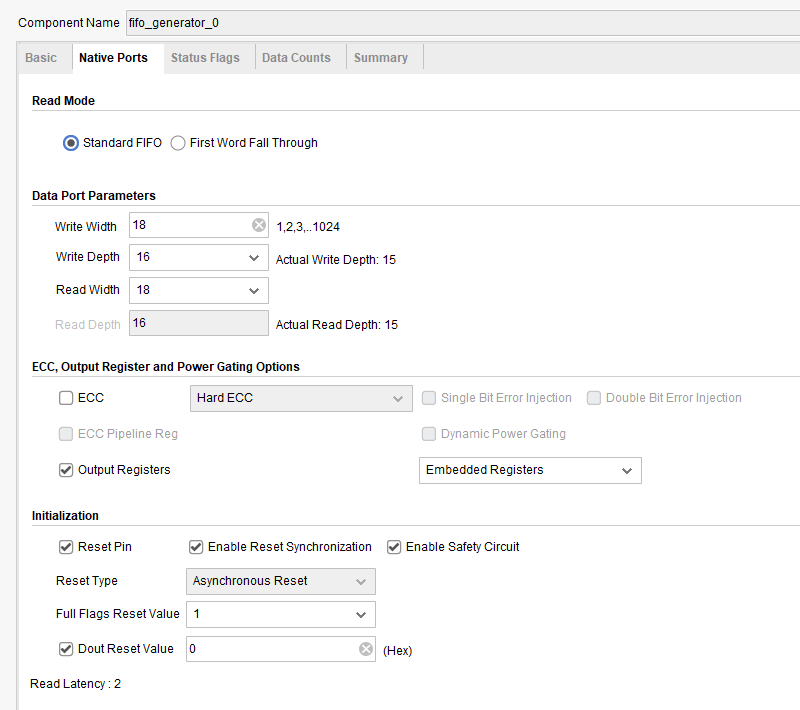 Component Name fifo_generator_0
Basic Native Ports Status Flags Data Counts Summary
Read Mode
Standard FIFO First Word Fall Through
Data Port Parameters
Write Width 18 1,2,3,..1024
Write Depth 16 Actual Write Depth: 15
Read Width 18
Read Depth 16 Actual Read Depth: 15
ECC, Output Register and Power Gating Options
ECC Hard ECC Single Bit Error Injection Double Bit Error Injection
ECC Pipeline Reg Dynamic Power Gating
Output Registers Embedded Registers
Initialization
Reset Pin Enable Reset Synchronization Enable Safety Circuit
Reset Type Asynchronous Reset
Full Flags Reset Value 1
Dout Reset Value 0 (Hex)
Read Latency : 2